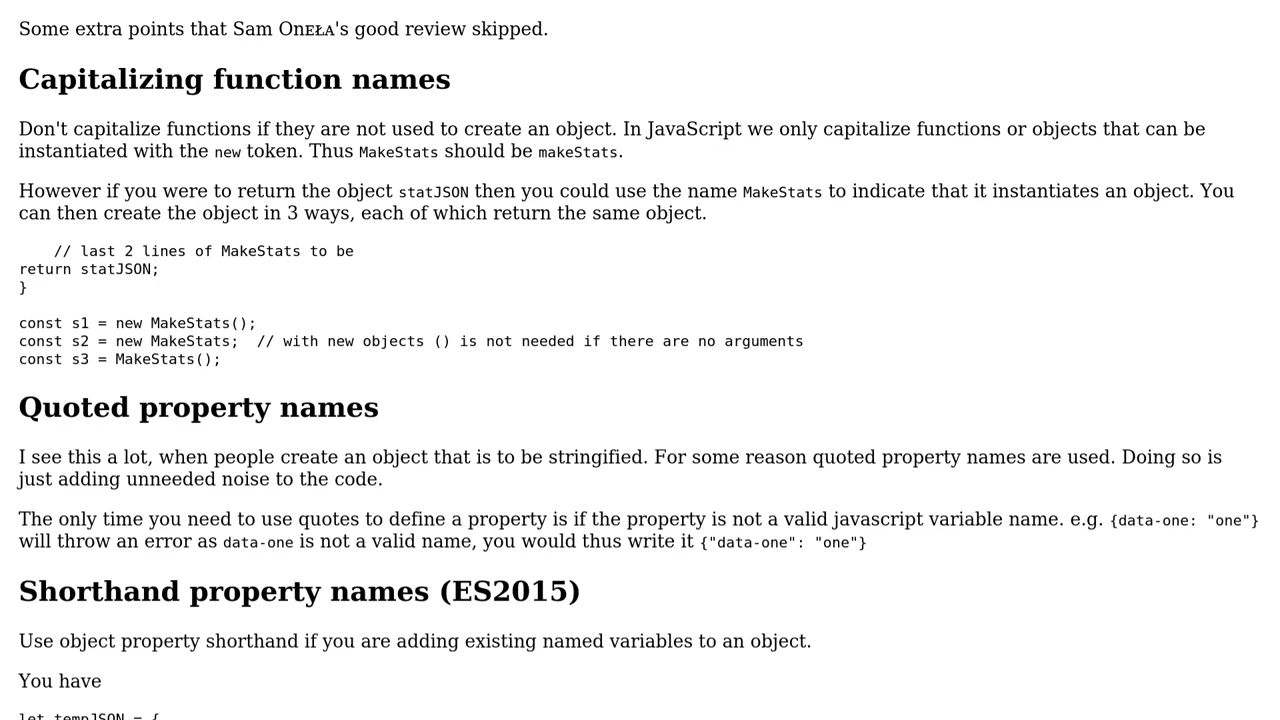 Some extra points that Sam Onᴇᴌᴀ's good review skipped.
Capitalizing function names
Don't capitalize functions if they are not used to create an object. In JavaScript we only capitalize functions or objects that can be
instantiated with the new token. Thus MakeStats should be makeStats.
However if you were to return the object statJSON then you could use the name MakeStats to indicate that it instantiates an object. You
can then create the object in 3 ways, each of which return the same object.
// last 2 lines of MakeStats to be
return statJSON;
}
const s1 = new MakeStats();
const s2 = new MakeStats;  // with new objects () is not needed if there are no arguments
const s3 = MakeStats();
Quoted property names
I see this a lot, when people create an object that is to be stringified. For some reason quoted property names are used. Doing so is
just adding unneeded noise to the code.
The only time you need to use quotes to define a property is if the property is not a valid javascript variable name. e.g. {data-one: "one"}
will throw an error as data-one is not a valid name, you would thus write it {"data-one": "one"}
Shorthand property names (ES2015)
Use object property shorthand if you are adding existing named variables to an object.
You have
let tempJSON = {